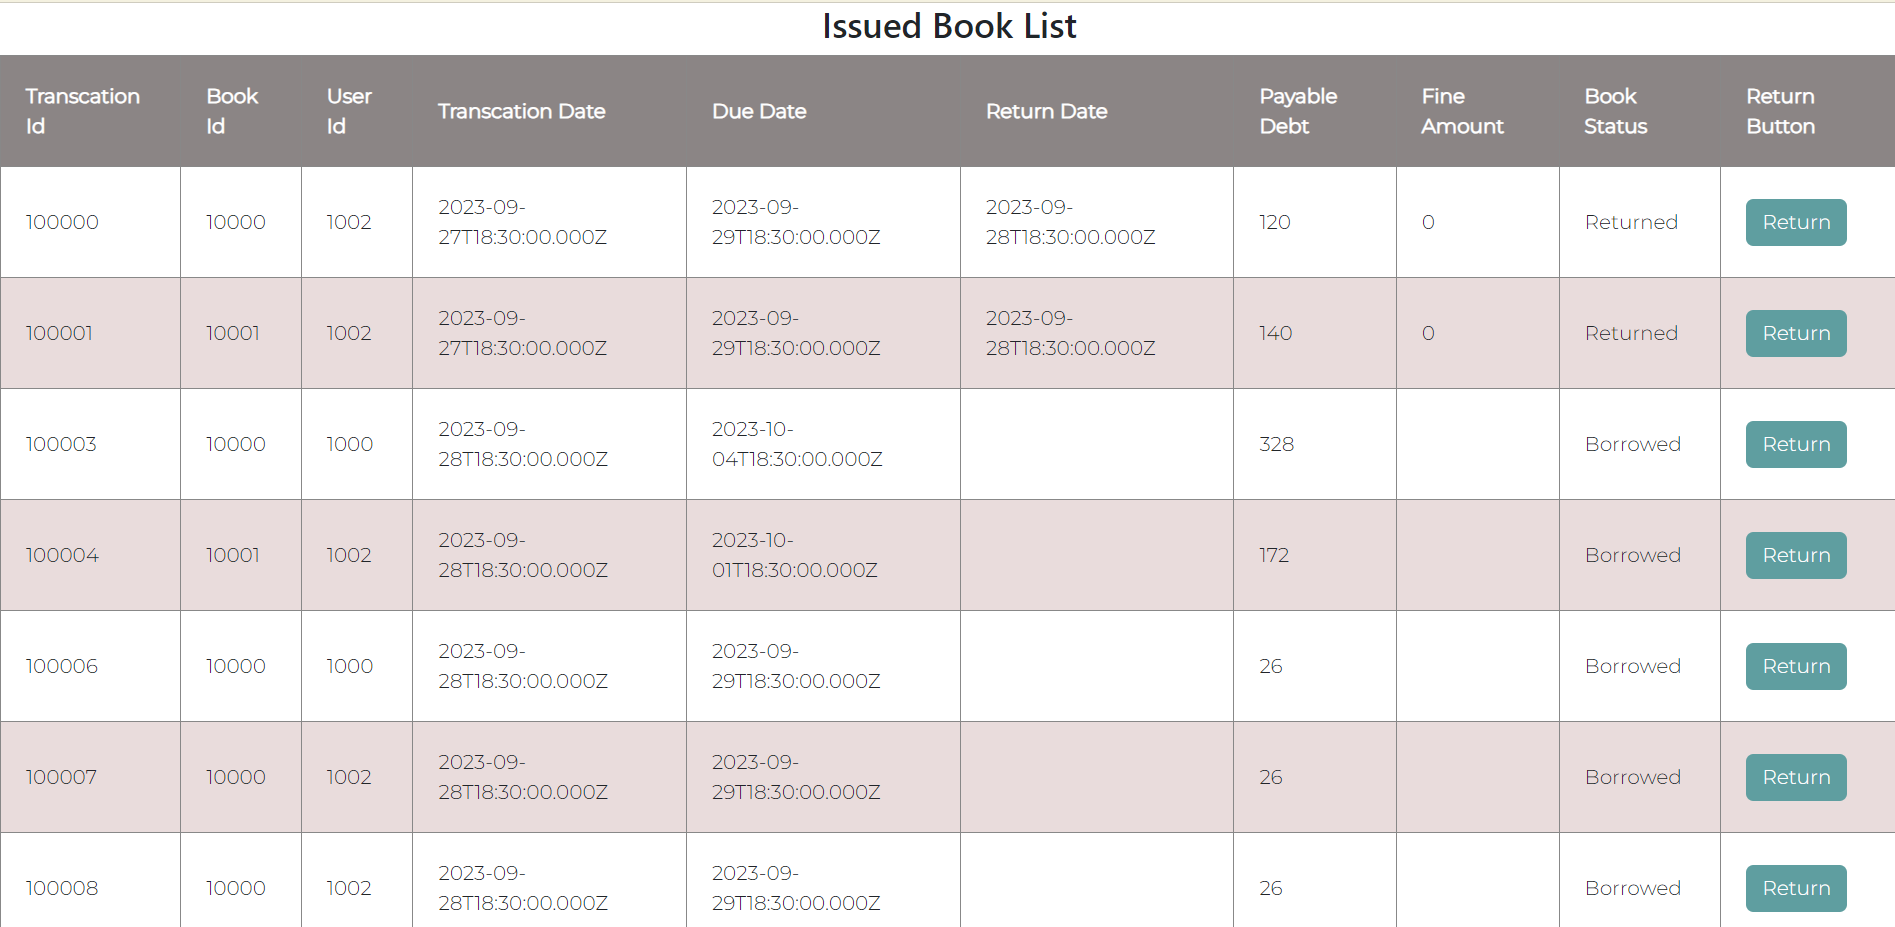 Issued Book List
Transcation Id Book Id User Id Transcation Date Due Date Return Date Payable Debt Fine Amount Book Status Return Button
100000 10000 1002 2023-09-27T18:30:00.000Z 2023-09-29T18:30:00.000Z 2023-09-28T18:30:00.000Z 120 0 Returned Return
100001 10001 1002 2023-09-27T18:30:00.000Z 2023-09-29T18:30:00.000Z 2023-09-28T18:30:00.000Z 140 0 Returned Return
100003 10000 1000 2023-09-28T18:30:00.000Z 2023-10-04T18:30:00.000Z 328 Borrowed Return
100004 10001 1002 2023-09-28T18:30:00.000Z 2023-10-01T18:30:00.000Z 172 Borrowed Return
100006 10000 1000 2023-09-28T18:30:00.000Z 2023-09-29T18:30:00.000Z 26 Borrowed Return
100007 10000 1002 2023-09-28T18:30:00.000Z 2023-09-29T18:30:00.000Z 26 Borrowed Return
100008 10000 1002 2023-09-28T18:30:00.000Z 2023-09-29T18:30:00.000Z 26 Borrowed Return